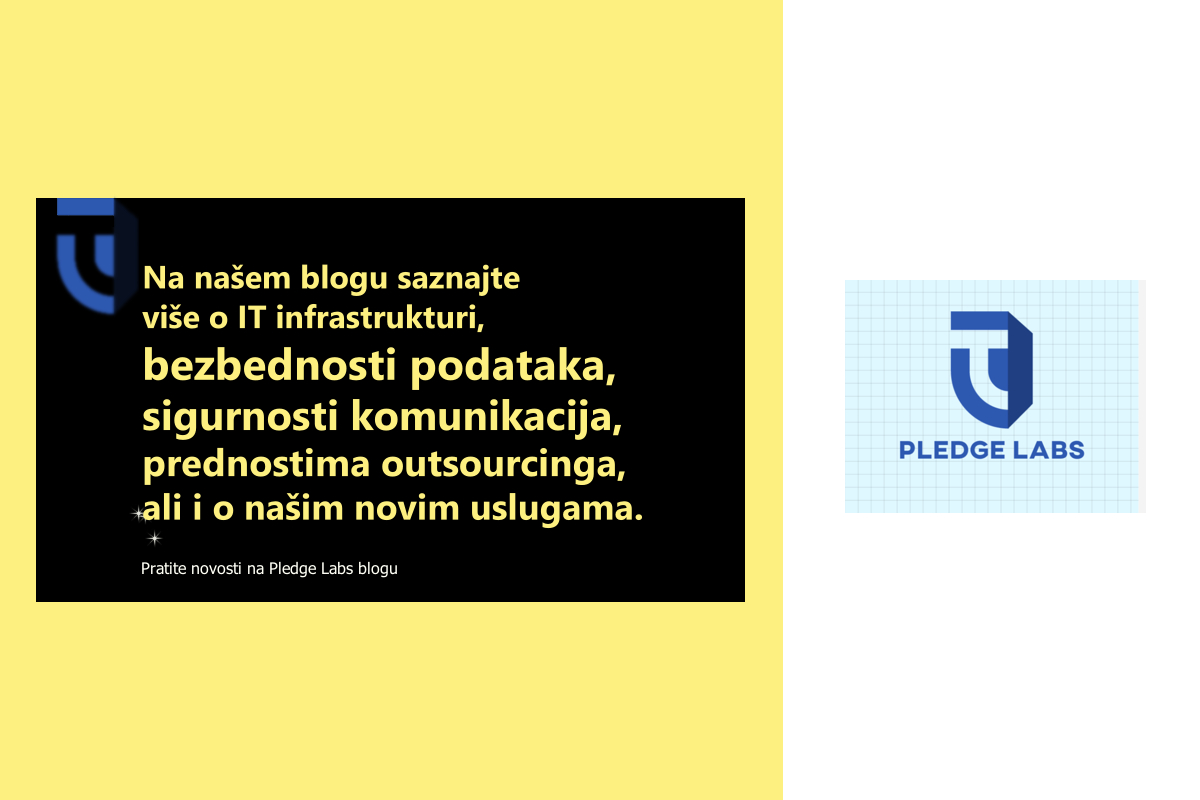 Na našem blogu saznajte
više o IT infrastrukturi,
bezbednosti podataka,
sigurnosti komunikacija,
prednostima outsourcinga,
ali i o našim novim uslugama.
Pratite novosti na Pledge Labs blogu
PLEDGE LABS